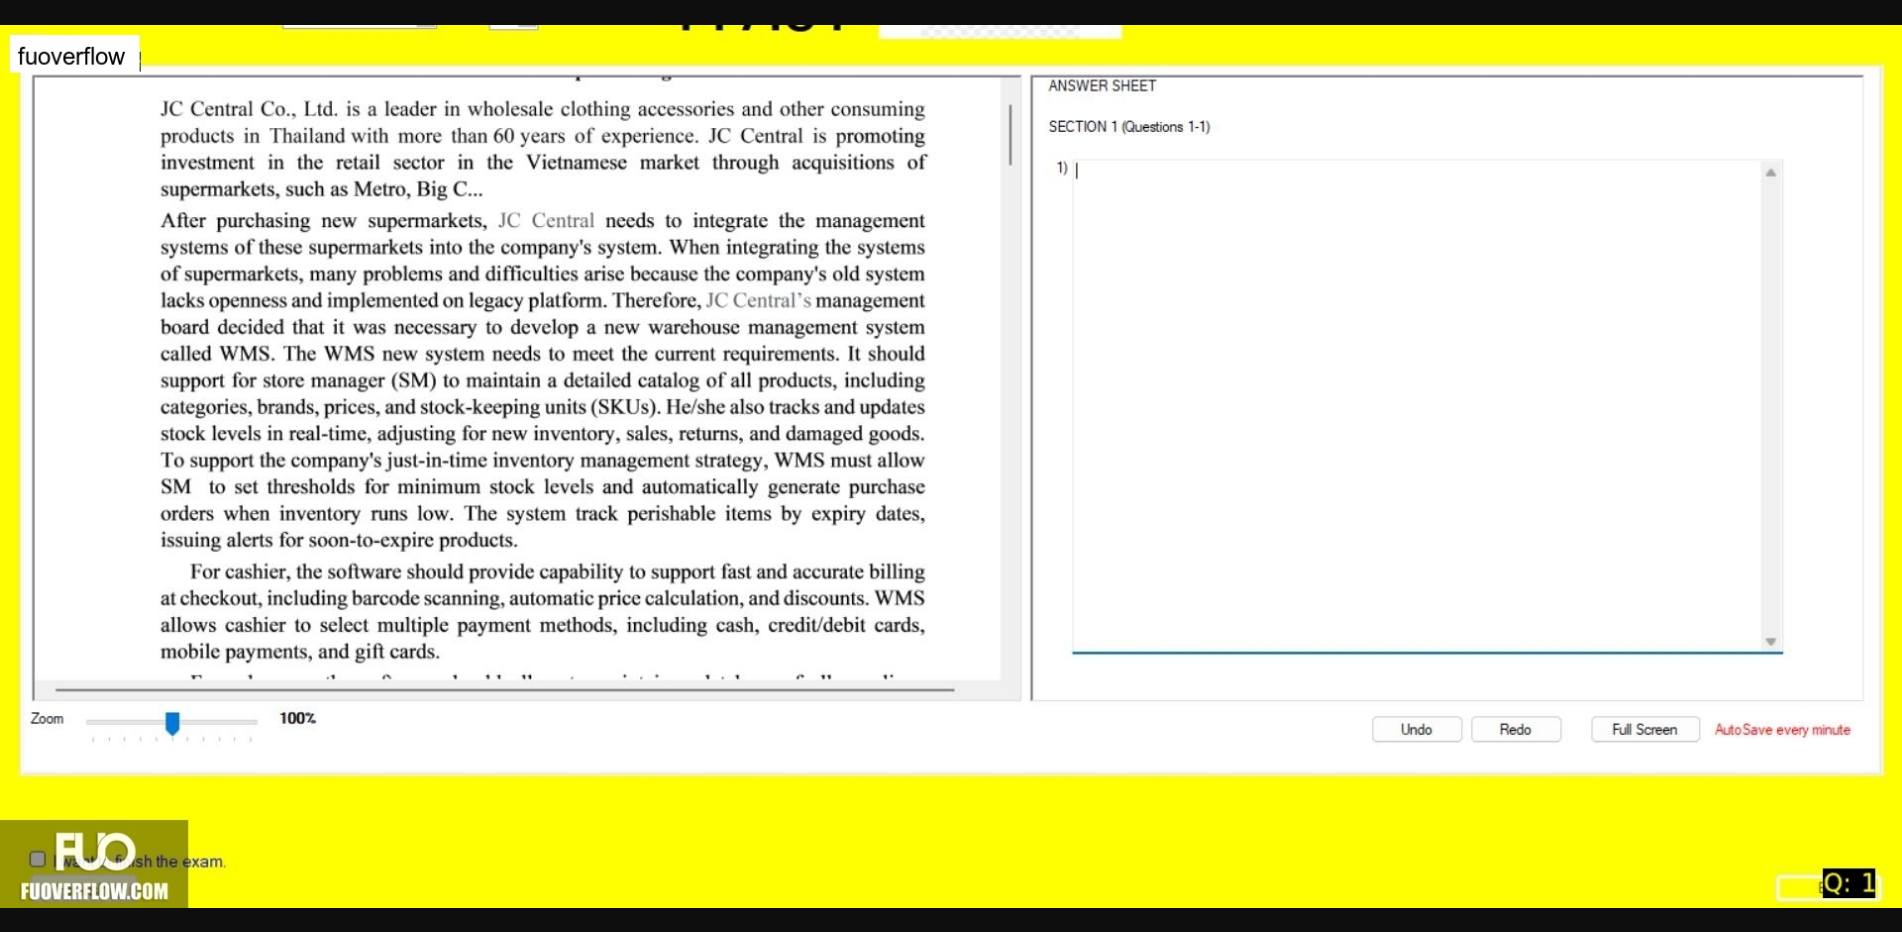 fuoverflow
JC Central Co., Ltd. is a leader in wholesale clothing accessories and other consuming
products in Thailand with more than 60 years of experience. JC Central is promoting
investment in the retail sector in the Vietnamese market through acquisitions of
supermarkets, such as Metro, Big C...
After purchasing new supermarkets, JC Central needs to integrate the management
systems of these supermarkets into the company's system. When integrating the systems
of supermarkets, many problems and difficulties arise because the company's old system
lacks openness and implemented on legacy platform. Therefore, JC Central's management
board decided that it was necessary to develop a new warehouse management system
called WMS. The WMS new system needs to meet the current requirements. It should
support for store manager (SM) to maintain a detailed catalog of all products, including
categories, brands, prices, and stock-keeping units (SKUs). He/she also tracks and updates
stock levels in real-time, adjusting for new inventory, sales, returns, and damaged goods.
To support the company's just-in-time inventory management strategy, WMS must allow
SM to set thresholds for minimum stock levels and automatically generate purchase
orders when inventory runs low. The system track perishable items by expiry dates,
issuing alerts for soon-to-expire products.
For cashier, the software should provide capability to support fast and accurate billing
at checkout, including barcode scanning, automatic price calculation, and discounts. WMS
allows cashier to select multiple payment methods, including cash, credit/debit cards,
mobile payments, and gift cards.
Zoom
100%
ANSWER SHEET
SECTION 1 (Questions 1-1)
1)
Undo
Redo
Full Screen
AutoSave every minute
FUO
finish the exam.
FUOVERFLOW.COM
Q: 1